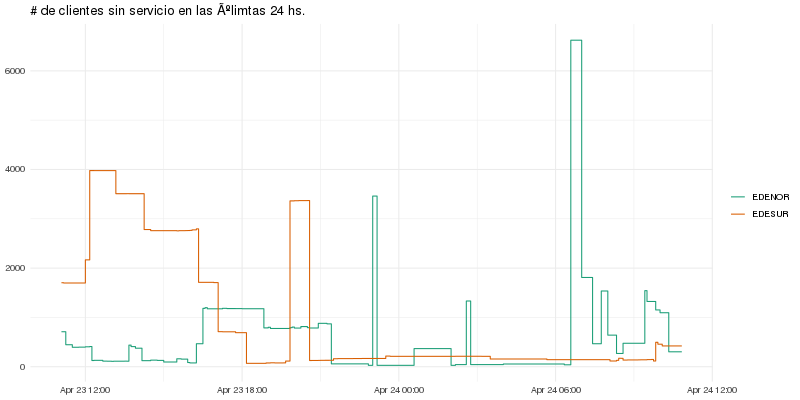 # de clientes sin servicio en las Ãºlimtas 24 hs.
6000
4000
2000
0
Apr 23 12:00
Apr 23 18:00
Apr 24 00:00
Apr 24 06:00
Apr 24 12:00
EDENOR
EDESUR